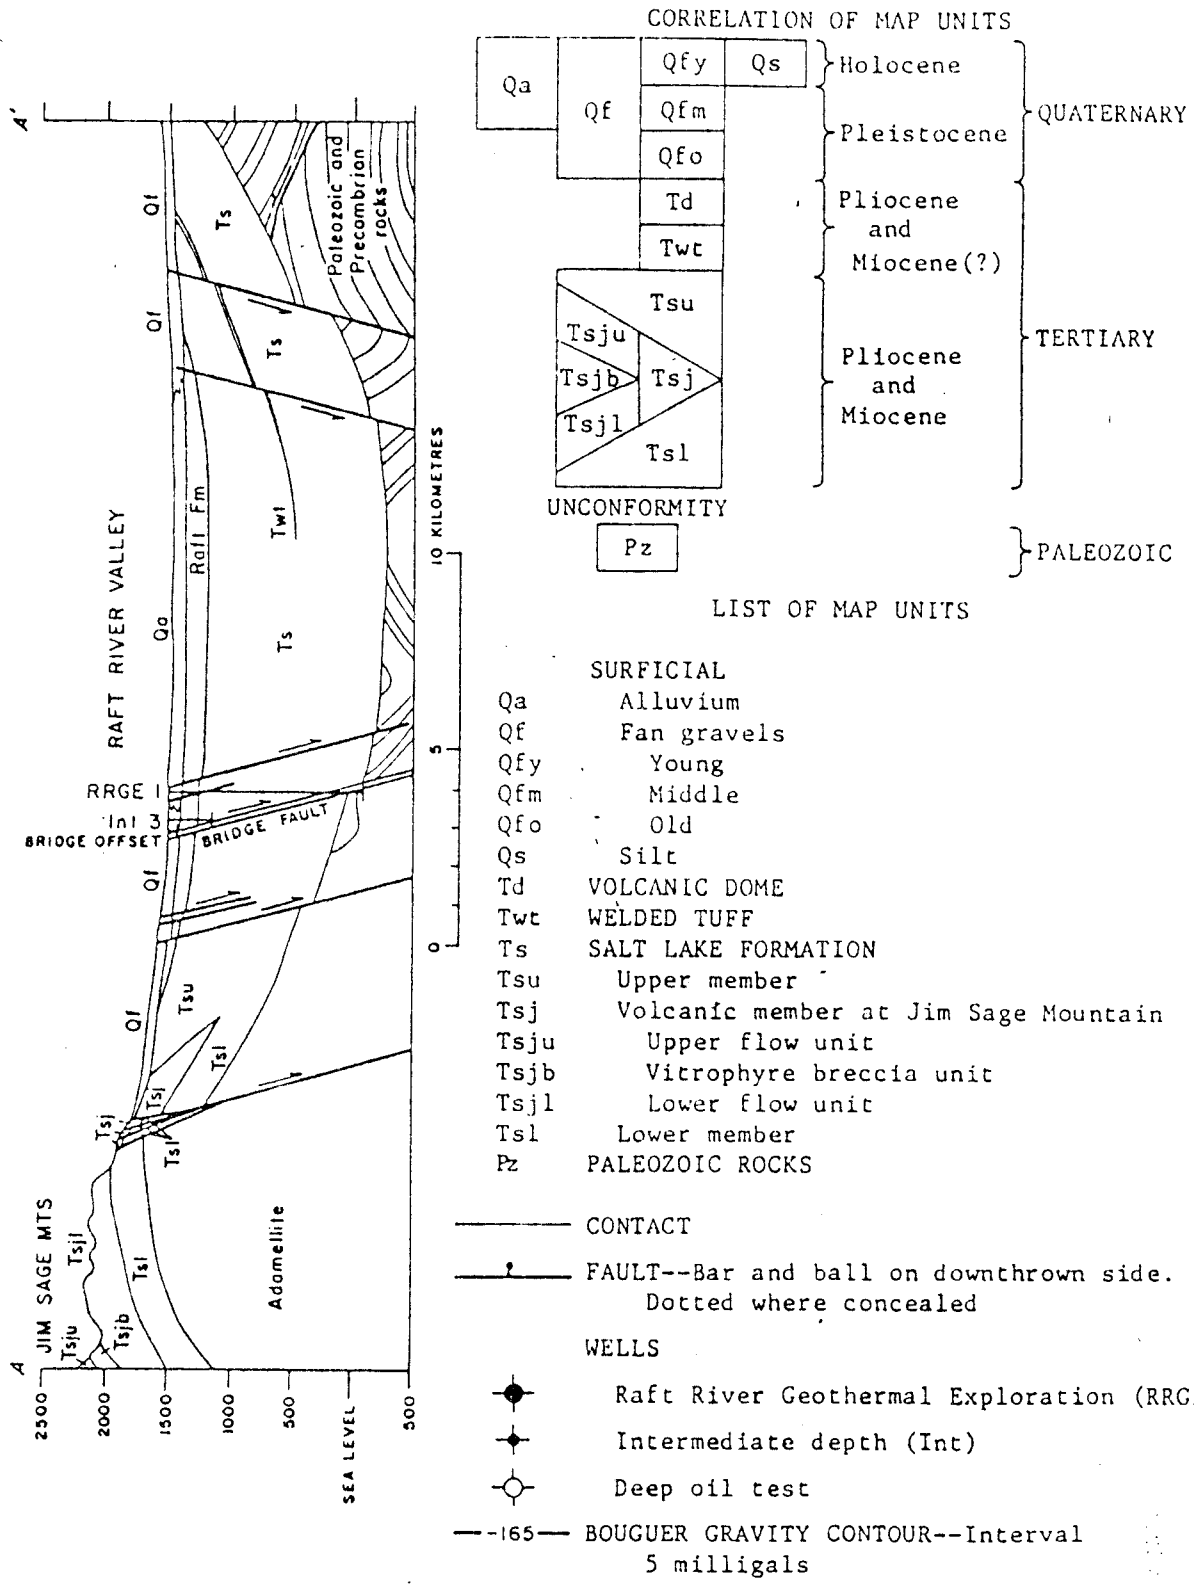 CORRELATION OF MAP UNITS
Qa
Qf
Qfy
Qs
Qfm
Qfo
Td
Twt
Tsu
Tsju
Tsjb
Tsj
Tsjl
Tsl
Holocene
Pleistocene
Pliocene
and
Miocene(?)
Pliocene
and
Miocene
QUATERNARY
TERTIARY
UNCONFORMITY
Pz
PALEOZOIC
LIST OF MAP UNITS
SURFICIAL
Qa Alluvium
Qf Fan gravels
Qfy Young
Qfm Middle
Qfo Old
Qs Silt
Td VOLCANIC DOME
Twt WELDED TUFF
Ts SALT LAKE FORMATION
Tsu Upper member
Tsj Volcanic member at Jim Sage Mountain
Tsju Upper flow unit
Tsjb Vitrophyre breccia unit
Tsjl Lower flow unit
Tsl Lower member
Pz PALEOZOIC ROCKS
CONTACT
FAULT--Bar and ball on downthrown side.
Dotted where concealed
WELLS
Raft River Geothermal Exploration (RRG
Intermediate depth (Int)
Deep oil test
-165 BOUGUER GRAVITY CONTOUR--Interval
5 milligals
A
A'
JIM SAGE MTS
RAFT RIVER VALLEY
Tsju
Tsjb
Tsjl
Tsl
Adamellite
Tsj
Tsl
Tsj
Tsl
Tsu
Qf
Qf
BRIDGE OFFSET
Int 3
RRGE 1
BRIDGE FAULT
Qa
Raft Fm
Ts
Twt
Ts
Qf
Qf
Ts
Paleozoic and
Precambrian
rocks
2500
2000
1500
1000
500
SEA LEVEL
500
0
5
10 KILOMETRES